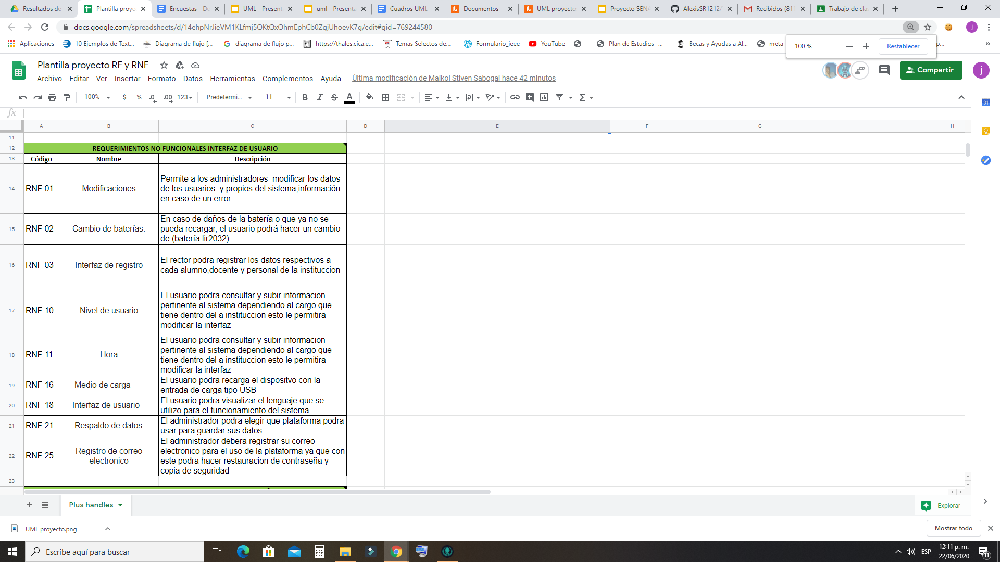 Resultados de
Plantilla proye
Encuestas - Do
UML - Present
uml - Presenta
Cuadros UML
Documentos
UML proyecto
Proyecto SENA
AlexisSR1212/
Recibidos (811
Trabajo de cla
docs.google.com/spreadsheets/d/14ehpNrJieVM1KLfmj5QKtQxOhmEphCb0ZgjUhoevK7g/edit#gid=769244580
Aplicaciones
10 Ejemplos de Text...
Diagrama de flujo [...
diagrama de flujo p...
https://thales.cica.e...
Temas Selectos de...
Formulario_ieee
YouTube
Plan de Estudios -...
Becas y Ayudas a Al...
meta
p...
»
100 %
Restablecer
Plantilla proyecto RF y RNF
Archivo Editar Ver Insertar Formato Datos Herramientas Complementos Ayuda
Última modificación de Maikol Stiven Sabogal hace 42 minutos
Compartir
j
100% $ % .0 .00 123 Predetermi... 11 B I S A
31
fx
A B C D E F G H
11
12 REQUERIMIENTOS NO FUNCIONALES INTERFAZ DE USUARIO
13 Código Nombre Descripción
14 RNF 01 Modificaciones
Permite a los administradores  modificar los datos
de los usuarios  y propios del sistema,información
en caso de un error
15 RNF 02 Cambio de baterías.
En caso de daños de la batería o que ya no se
pueda recargar, el usuario podrá hacer un cambio
de (batería lir2032).
16 RNF 03 Interfaz de registro
El rector podra registrar los datos respectivos a
cada alumno,docente y personal de la instituccion
17 RNF 10 Nivel de usuario
El usuario podra consultar y subir informacion
pertinente al sistema dependiendo al cargo que
tiene dentro del a instituccion esto le permitira
modificar la interfaz
18 RNF 11 Hora
El usuario podra consultar y subir informacion
pertinente al sistema dependiendo al cargo que
tiene dentro del a instituccion esto le permitira
modificar la interfaz
19 RNF 16 Medio de carga
El usuario podra recarga el dispositvo con la
entrada de carga tipo USB
20 RNF 18 Interfaz de usuario
El usuario podra visualizar el lenguaje que se
utilizo para el funcionamiento del sistema
21 RNF 21 Respaldo de datos
El administrador podra elegir que plataforma podra
usar para guardar sus datos
22 RNF 25 Registro de correo
electronico
El administrador debera registrar su correo
electronico para el uso de la plataforma ya que con
este podra hacer restauracion de contraseña y
copia de seguridad
23
Plus handles
Explorar
UML proyecto.png
Mostrar todo
Escribe aquí para buscar
ESP
12:11 p. m.
22/06/2020
11